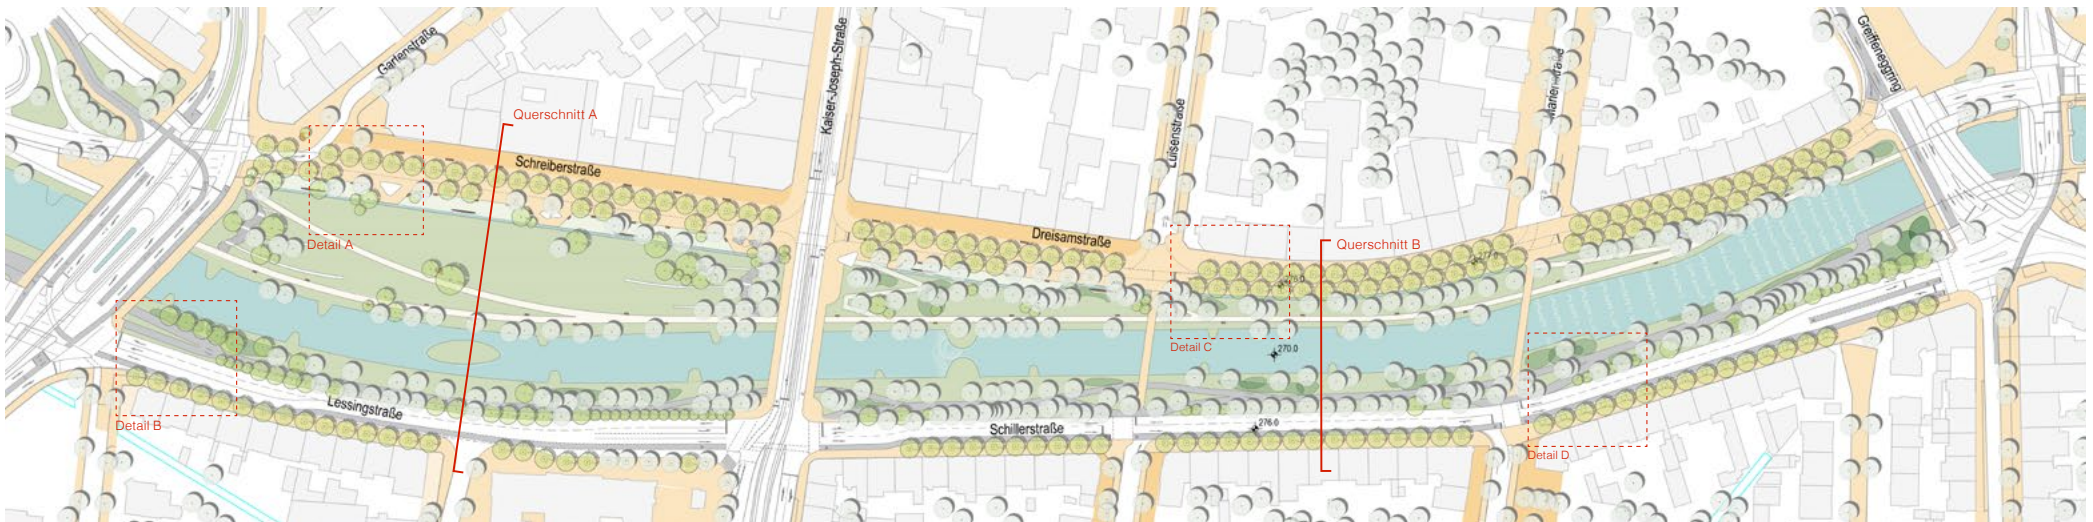 Gartenstraße
Kaiser-Joseph-Straße
Greiffeneggring
Querschnitt A
Luisenstraße
Marienstraße
Schreiberstraße
Detail A
Dreisamstraße
Querschnitt B
Detail C
270.0
Detail B
Lessingstraße
Schillerstraße
276.0
Detail D